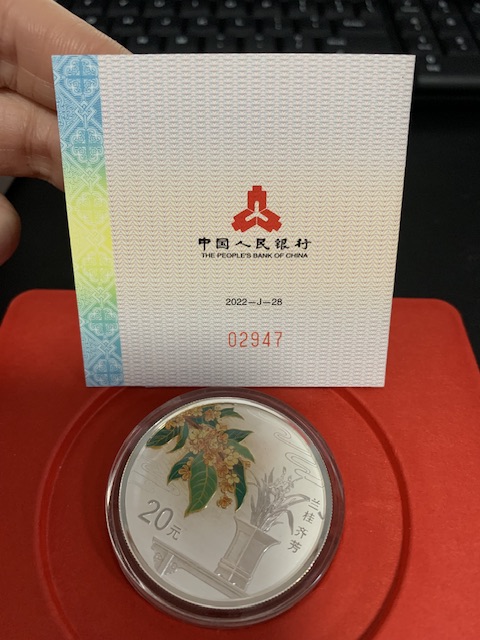 中国人民银行
THE PEOPLE'S BANK OF CHINA
2022—J—28
02947
20元
兰桂齐芳